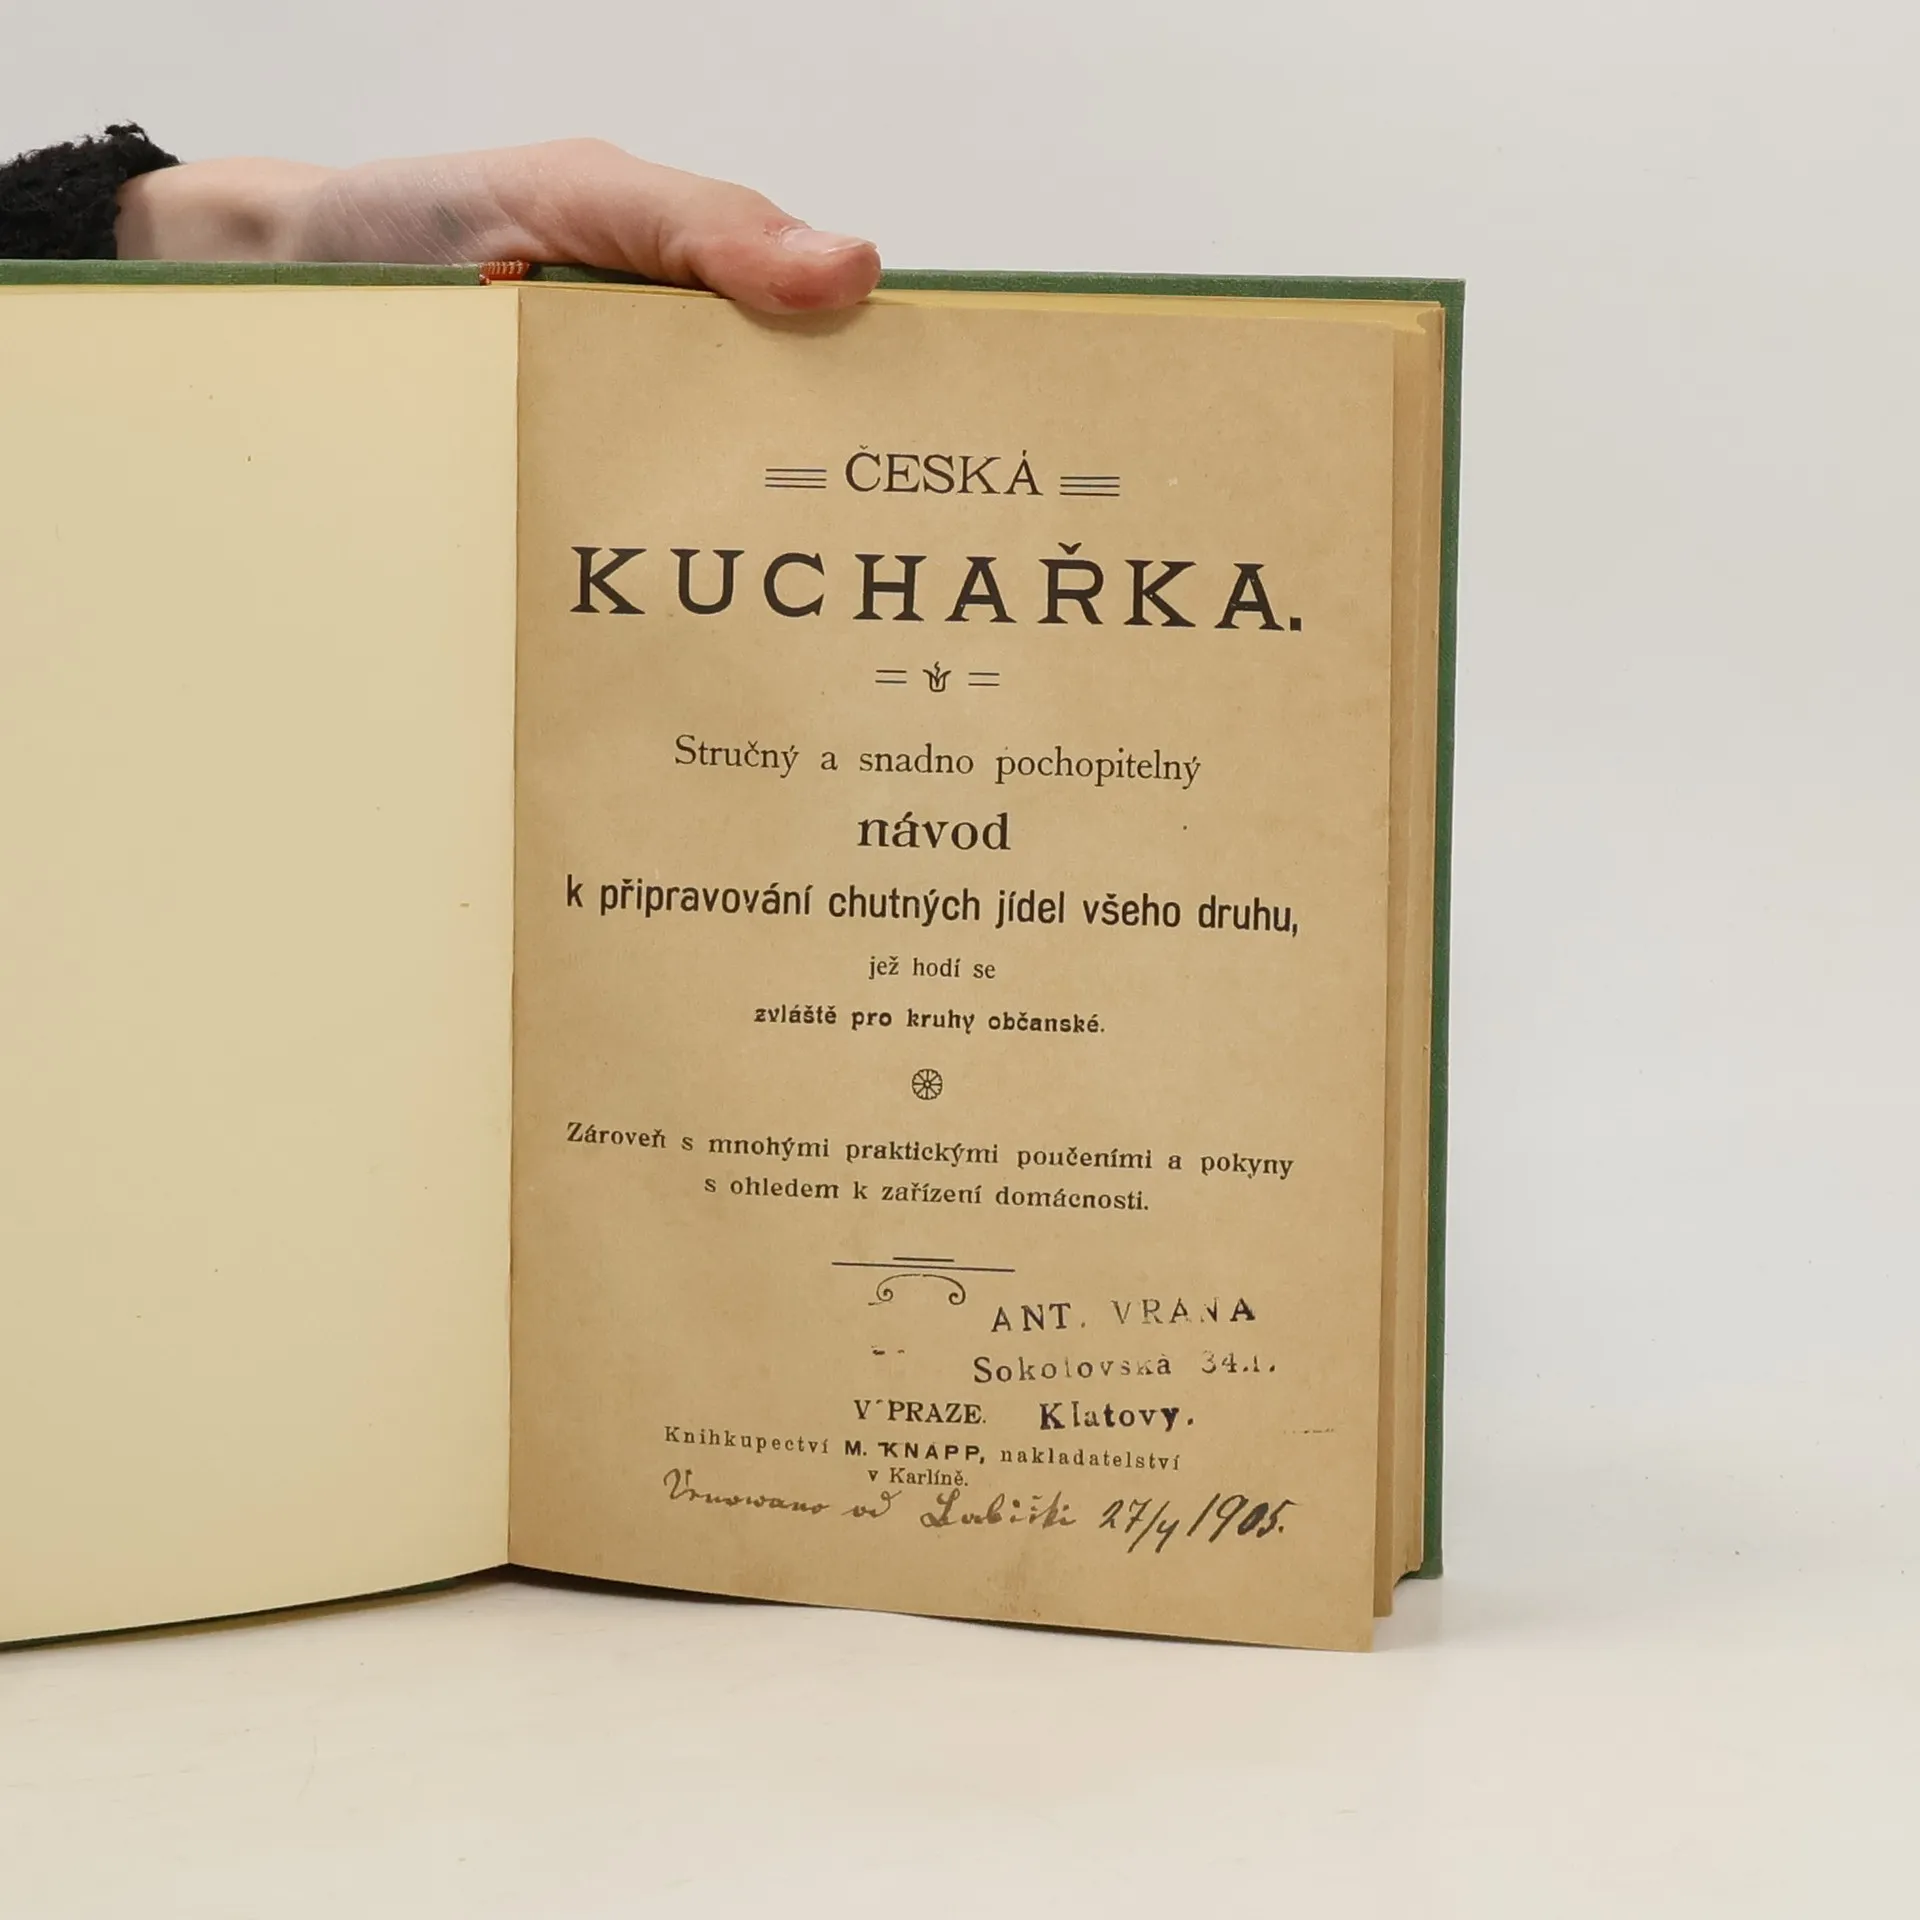 ČESKÁ
KUCHAŘKA.
Stručný a snadno pochopitelný
návod
k připravování chutných jídel všeho druhu,
jež hodí se
zvláště pro kruhy občanské.
Zároveň s mnohými praktickými poučeními a pokyny
s ohledem k zařízení domácnosti.
ANT. VRANA
Sokolovská 34.I.
V PRAZE. Klatovy.
Knihkupectví M. KNAPP, nakladatelství
v Karlíně.
od 27/4 1905.